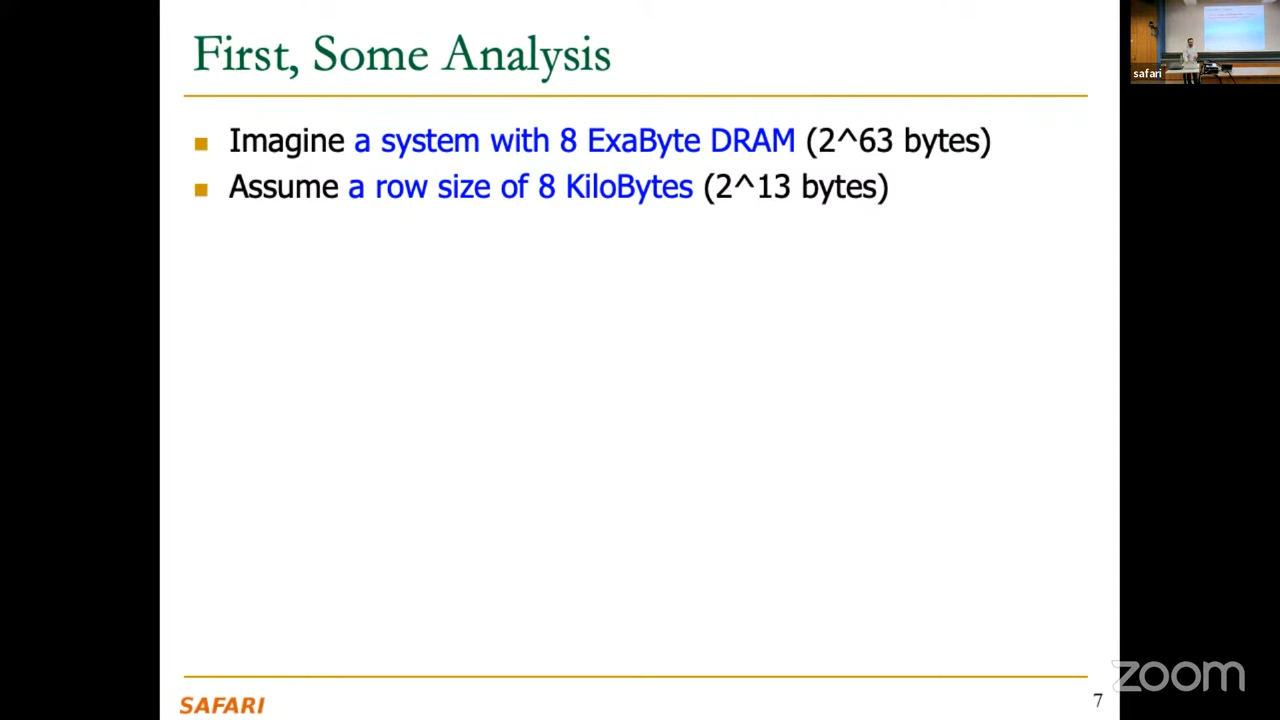 First, Some Analysis
safari
Imagine a system with 8 ExaByte DRAM (2^63 bytes)
Assume a row size of 8 KiloBytes (2^13 bytes)
SAFARI
7
zoom